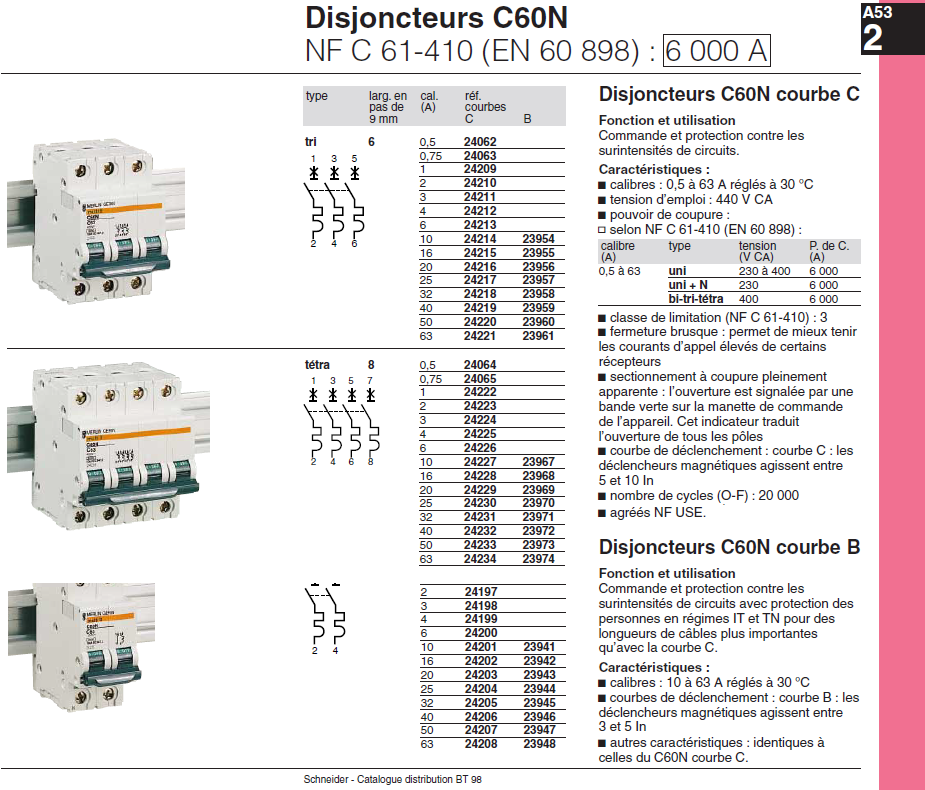 Disjoncteurs C60N
NF C 61-410 (EN 60 898) : 6 000 A
A53
2
type larg. en cal. réf.
pas de (A) courbes
9 mm C B
tri 6 0,5 24062
0,75 24063
1 3 5
1 24209
2 24210
3 24211
4 24212
6 24213
10 24214 23954
2 4 6
16 24215 23955
20 24216 23956
25 24217 23957
32 24218 23958
40 24219 23959
50 24220 23960
63 24221 23961
MERLIN GERIN
tétra 8 0,5 24064
0,75 24065
1 3 5 7
1 24222
2 24223
3 24224
4 24225
6 24226
10 24227 23967
2 4 6 8
16 24228 23968
20 24229 23969
25 24230 23970
32 24231 23971
40 24232 23972
50 24233 23973
63 24234 23974
MERLIN GERIN
2 24197
3 24198
4 24199
6 24200
10 24201 23941
2 4
16 24202 23942
20 24203 23943
25 24204 23944
32 24205 23945
40 24206 23946
50 24207 23947
63 24208 23948
MERLIN GERIN
Disjoncteurs C60N courbe C
Fonction et utilisation
Commande et protection contre les
surintensités de circuits.
Caractéristiques :
■ calibres : 0,5 à 63 A réglés à 30 °C
■ tension d'emploi : 440 V CA
■ pouvoir de coupure :
□ selon NF C 61-410 (EN 60 898) :
calibre type tension P. de C.
(A) (V CA) (A)
0,5 à 63 uni 230 à 400 6 000
uni + N 230 6 000
bi-tri-tétra 400 6 000
■ classe de limitation (NF C 61-410) : 3
■ fermeture brusque : permet de mieux tenir
les courants d'appel élevés de certains
récepteurs
■ sectionnement à coupure pleinement
apparente : l'ouverture est signalée par une
bande verte sur la manette de commande
de l'appareil. Cet indicateur traduit
l'ouverture de tous les pôles
■ courbe de déclenchement : courbe C : les
déclencheurs magnétiques agissent entre
5 et 10 In
■ nombre de cycles (O-F) : 20 000
■ agréés NF USE.
Disjoncteurs C60N courbe B
Fonction et utilisation
Commande et protection contre les
surintensités de circuits avec protection des
personnes en régimes IT et TN pour des
longueurs de câbles plus importantes
qu'avec la courbe C.
Caractéristiques :
■ calibres : 10 à 63 A réglés à 30 °C
■ courbes de déclenchement : courbe B : les
déclencheurs magnétiques agissent entre
3 et 5 In
■ autres caractéristiques : identiques à
celles du C60N courbe C.
Schneider - Catalogue distribution BT 98